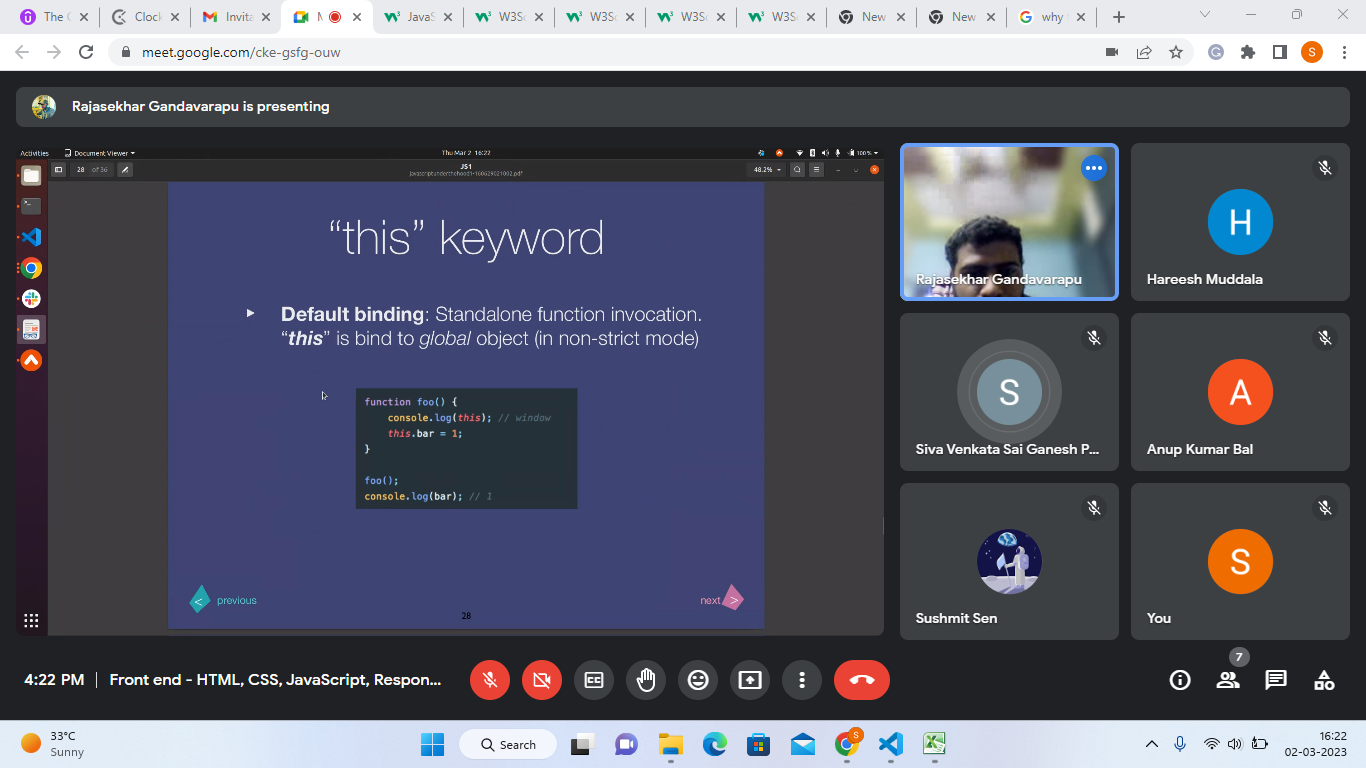 The C
Clock
Invita
M
JavaS
W3Sc
W3Sc
W3Sc
W3Sc
New
New
why
meet.google.com/cke-gsfg-ouw
S
Rajasekhar Gandavarapu is presenting
Activities
Document Viewer
Thu Mar 2 16:22
100 %
28 of 36
JS1
javascriptunderthehood1-160629021002.pdf
48.2%
“this” keyword
Default binding: Standalone function invocation.
“this” is bind to global object (in non-strict mode)
function foo() {
console.log(this); // window
this.bar = 1;
}
foo();
console.log(bar); // 1
< previous
next >
28
Rajasekhar Gandavarapu
H
Hareesh Muddala
S
Siva Venkata Sai Ganesh P...
A
Anup Kumar Bal
Sushmit Sen
S
You
4:22 PM | Front end - HTML, CSS, JavaScript, Respon...
7
33°C
Sunny
Search
S
16:22
02-03-2023